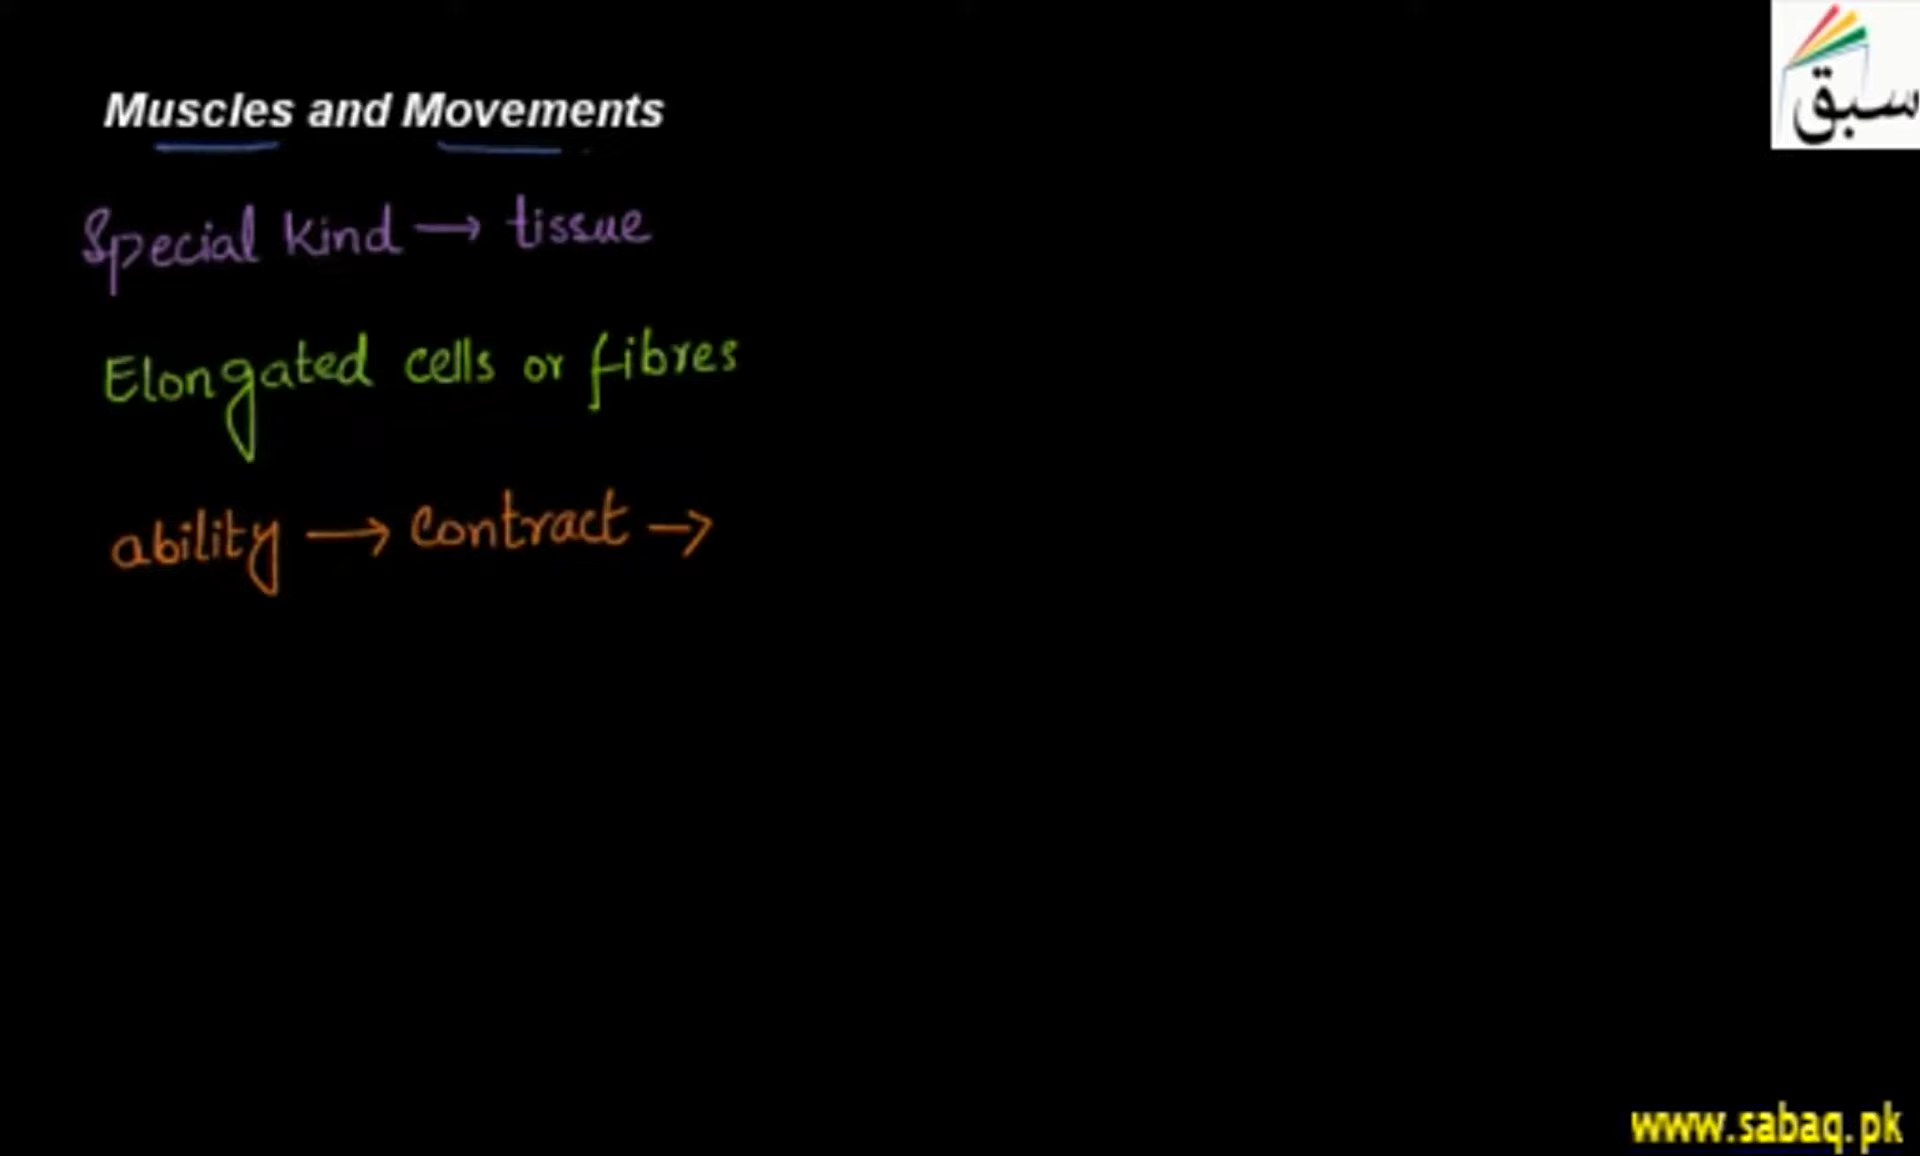 Muscles and Movements
سبق
Special kind → tissue
Elongated cells or fibres
ability → contract →
www.sabaq.pk